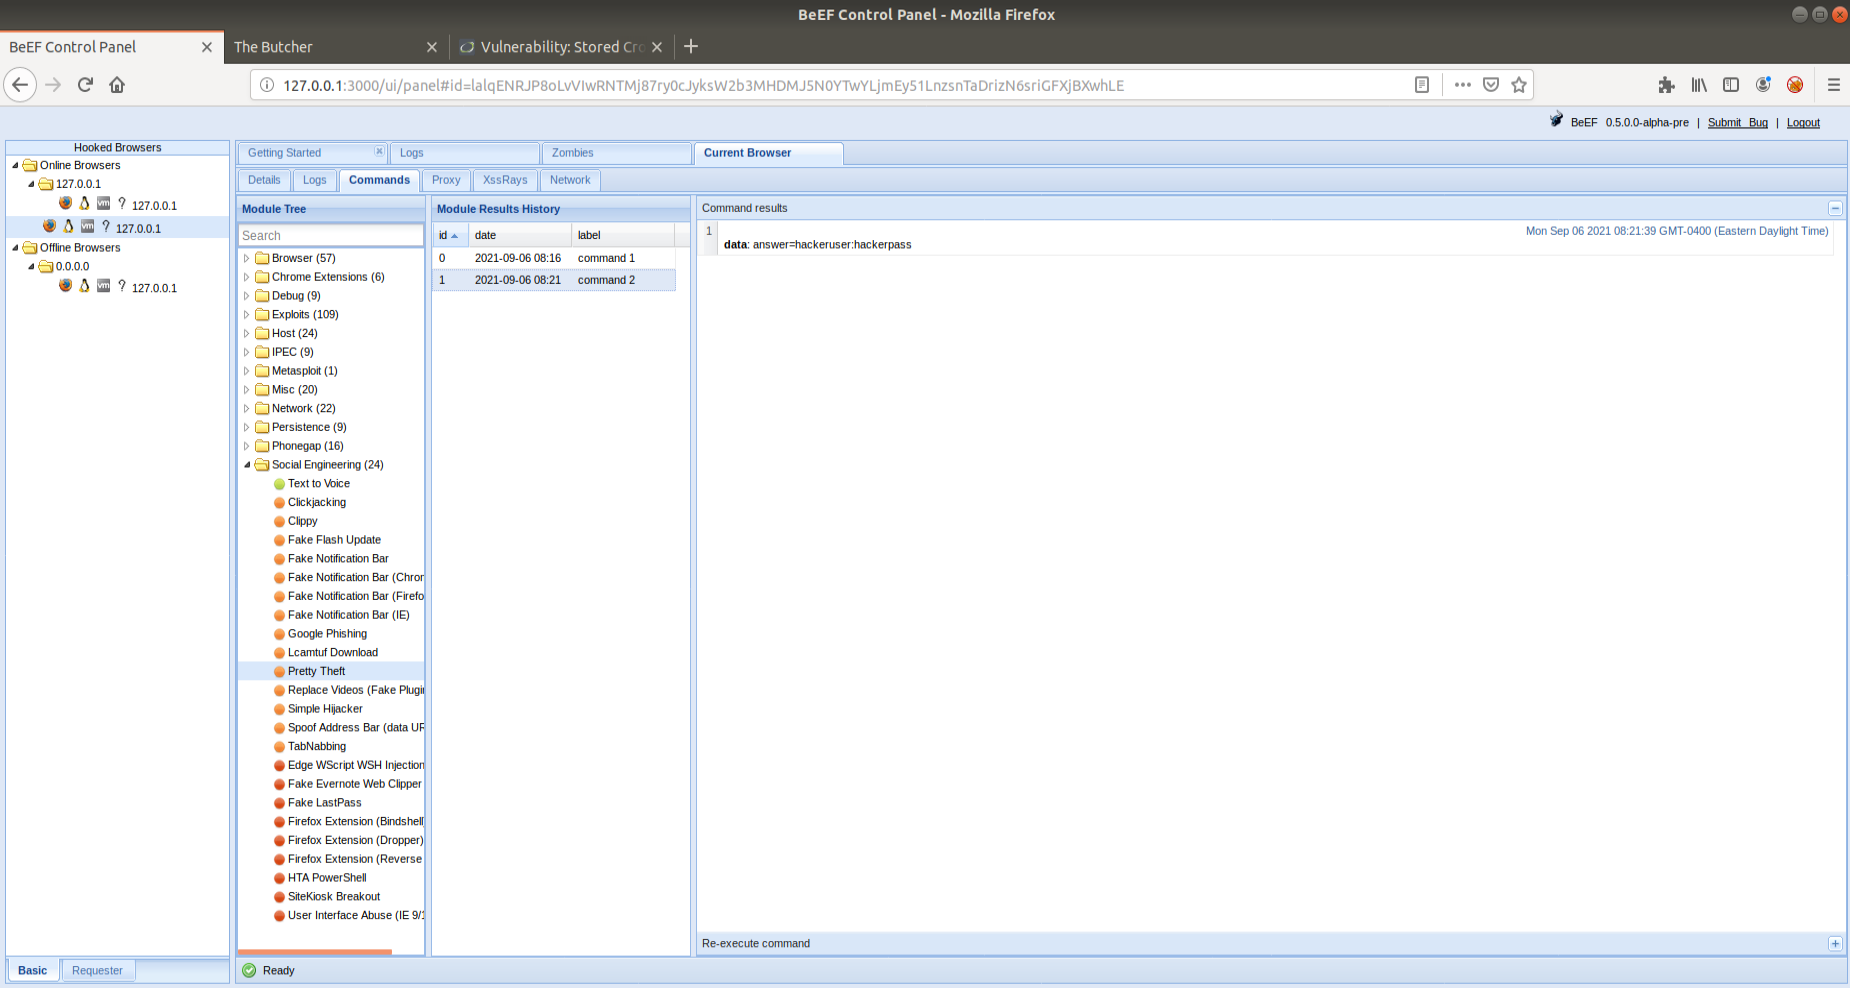 BeEF Control Panel - Mozilla Firefox
BeEF Control Panel
The Butcher
Vulnerability: Stored Cro
127.0.0.1:3000/ui/panel#id=lalqENRJP8oLvVIwRNTMj87ry0cJyksW2b3MHDMJ5N0YTwYLjmEy51LnzsnTaDrizN6sriGFXjBXwhLE
BeEF 0.5.0.0-alpha-pre | Submit Bug | Logout
Hooked Browsers
Online Browsers
127.0.0.1
? 127.0.0.1
? 127.0.0.1
Offline Browsers
0.0.0.0
? 127.0.0.1
Basic
Requester
Getting Started
Logs
Zombies
Current Browser
Details
Logs
Commands
Proxy
XssRays
Network
Module Tree
Search
Browser (57)
Chrome Extensions (6)
Debug (9)
Exploits (109)
Host (24)
IPEC (9)
Metasploit (1)
Misc (20)
Network (22)
Persistence (9)
Phonegap (16)
Social Engineering (24)
Text to Voice
Clickjacking
Clippy
Fake Flash Update
Fake Notification Bar
Fake Notification Bar (Chror
Fake Notification Bar (Firefo
Fake Notification Bar (IE)
Google Phishing
Lcamtuf Download
Pretty Theft
Replace Videos (Fake Plugin
Simple Hijacker
Spoof Address Bar (data UR
TabNabbing
Edge WScript WSH Injection
Fake Evernote Web Clipper
Fake LastPass
Firefox Extension (Bindshell
Firefox Extension (Dropper)
Firefox Extension (Reverse
HTA PowerShell
SiteKiosk Breakout
User Interface Abuse (IE 9/1
Module Results History
id date label
0 2021-09-06 08:16 command 1
1 2021-09-06 08:21 command 2
Command results
1
Mon Sep 06 2021 08:21:39 GMT-0400 (Eastern Daylight Time)
data: answer=hackeruser:hackerpass
Re-execute command
Ready